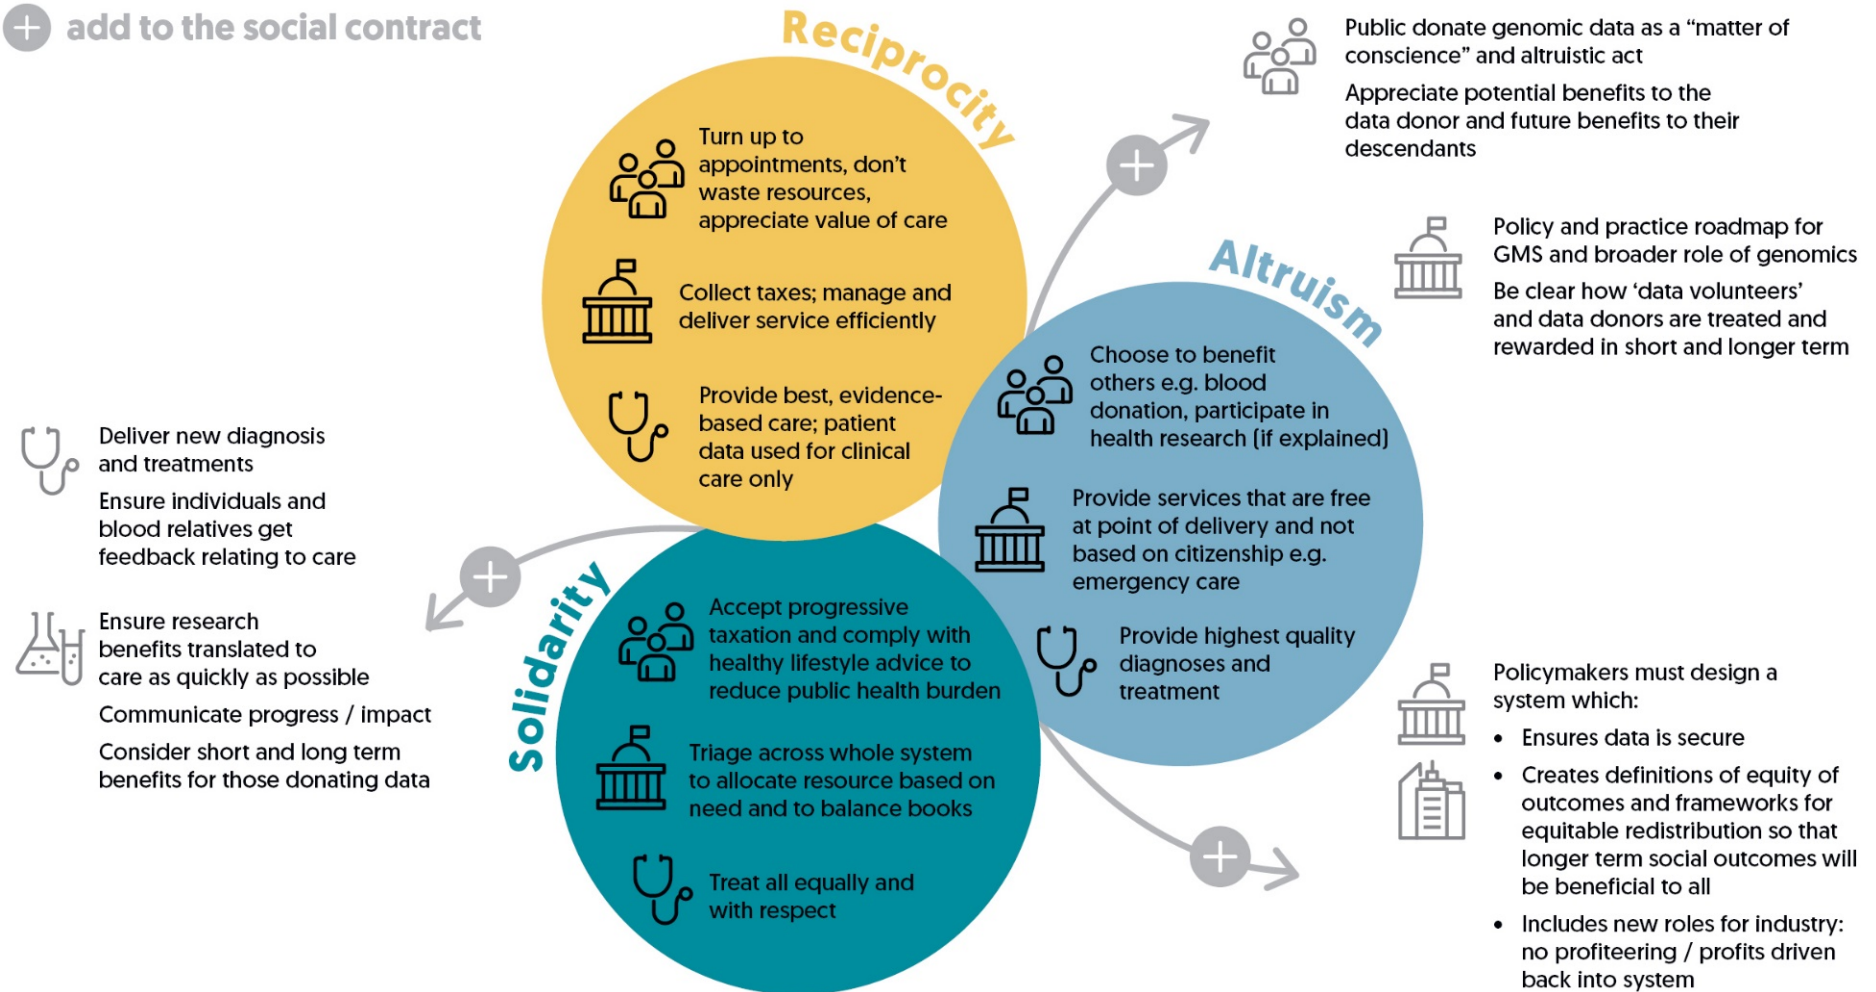 + add to the social contract
Reciprocity
Turn up to
appointments, don't
waste resources,
appreciate value of care
Collect taxes; manage and
deliver service efficiently
Provide best, evidence-
based care; patient
data used for clinical
care only
Altruism
Choose to benefit
others e.g. blood
donation, participate in
health research (if explained)
Provide services that are free
at point of delivery and not
based on citizenship e.g.
emergency care
Provide highest quality
diagnoses and
treatment
Solidarity
Accept progressive
taxation and comply with
healthy lifestyle advice to
reduce public health burden
Triage across whole system
to allocate resource based on
need and to balance books
Treat all equally and
with respect
+
Public donate genomic data as a “matter of
conscience” and altruistic act
Appreciate potential benefits to the
data donor and future benefits to their
descendants
Policy and practice roadmap for
GMS and broader role of genomics
Be clear how ‘data volunteers’
and data donors are treated and
rewarded in short and longer term
+
Deliver new diagnosis
and treatments
Ensure individuals and
blood relatives get
feedback relating to care
Ensure research
benefits translated to
care as quickly as possible
Communicate progress / impact
Consider short and long term
benefits for those donating data
+
Policymakers must design a
system which:
• Ensures data is secure
• Creates definitions of equity of
outcomes and frameworks for
equitable redistribution so that
longer term social outcomes will
be beneficial to all
• Includes new roles for industry:
no profiteering / profits driven
back into system